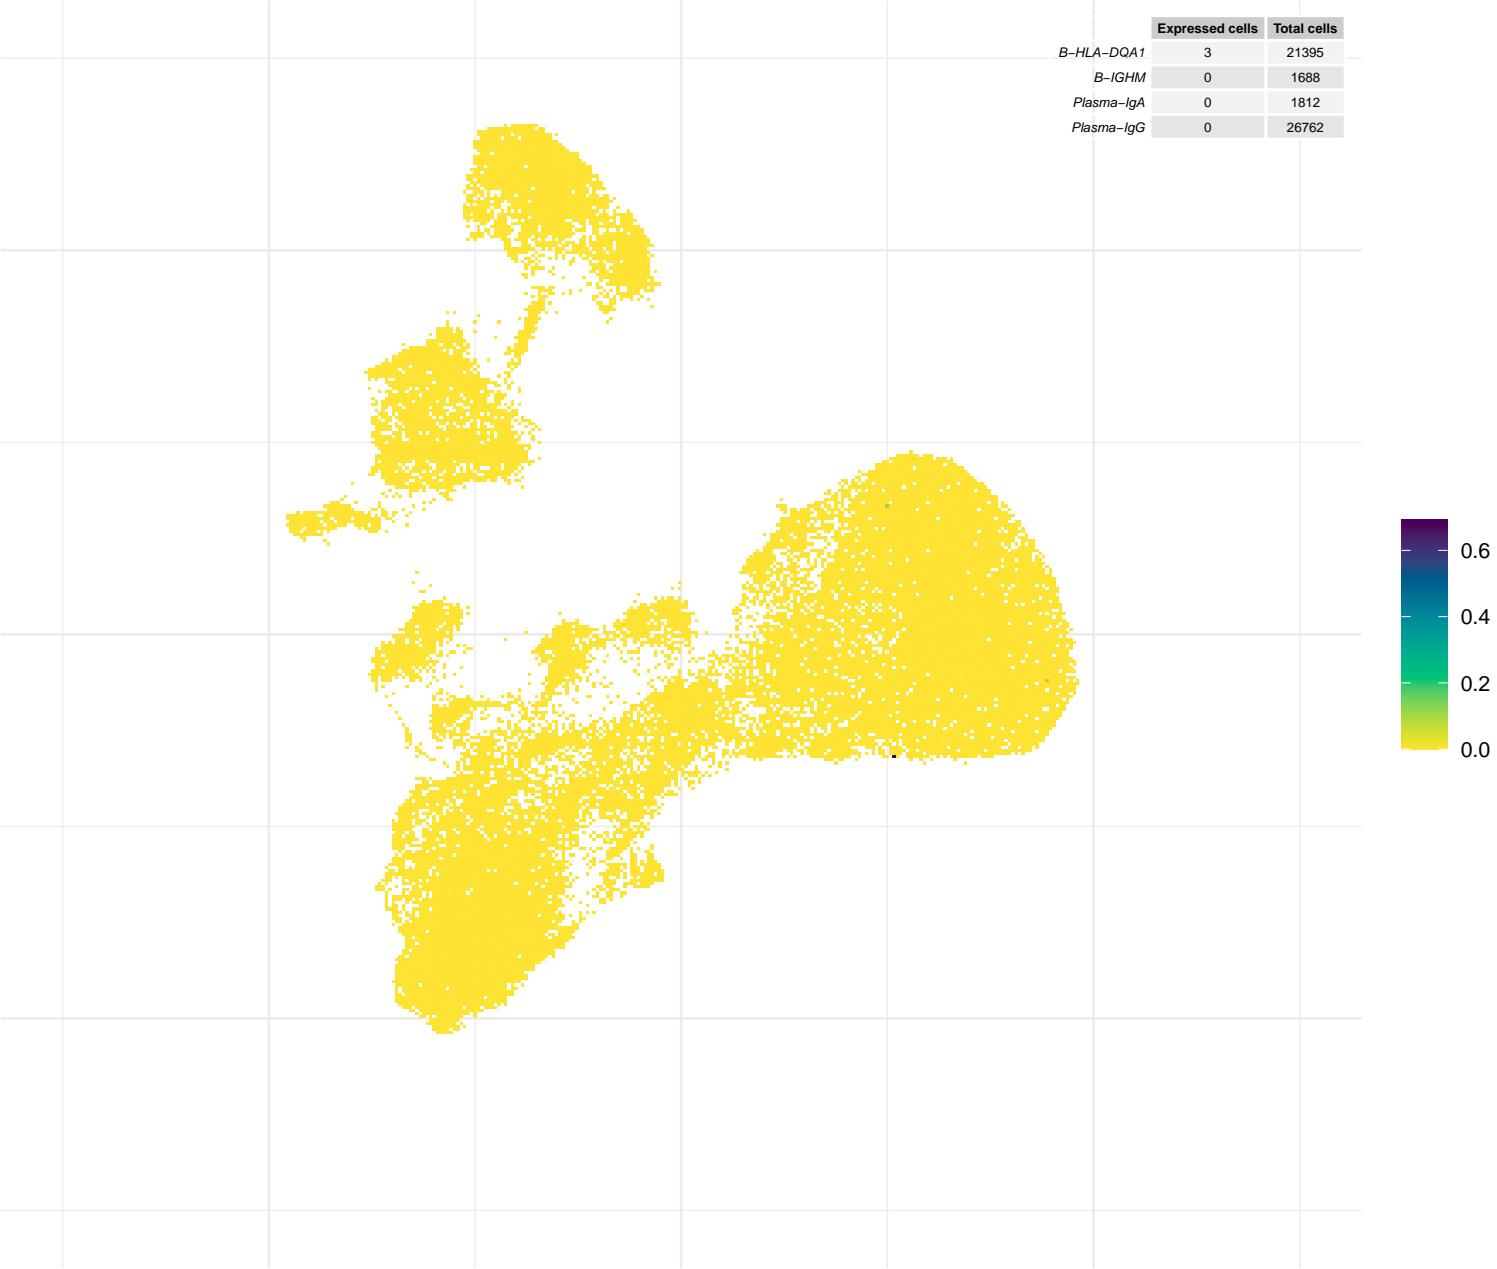 Expressed cells Total cells
B−HLA−DQA1 3 21395
B−IGHM 0 1688
Plasma−IgA 0 1812
Plasma−IgG 0 26762
0.6
0.4
0.2
0.0